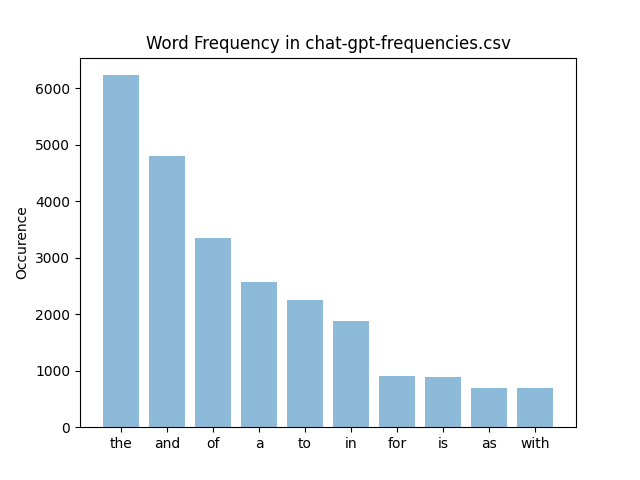 Word Frequency in chat-gpt-frequencies.csv
6000
5000
4000
3000
2000
1000
0
Occurence
the and of a to in for is as with